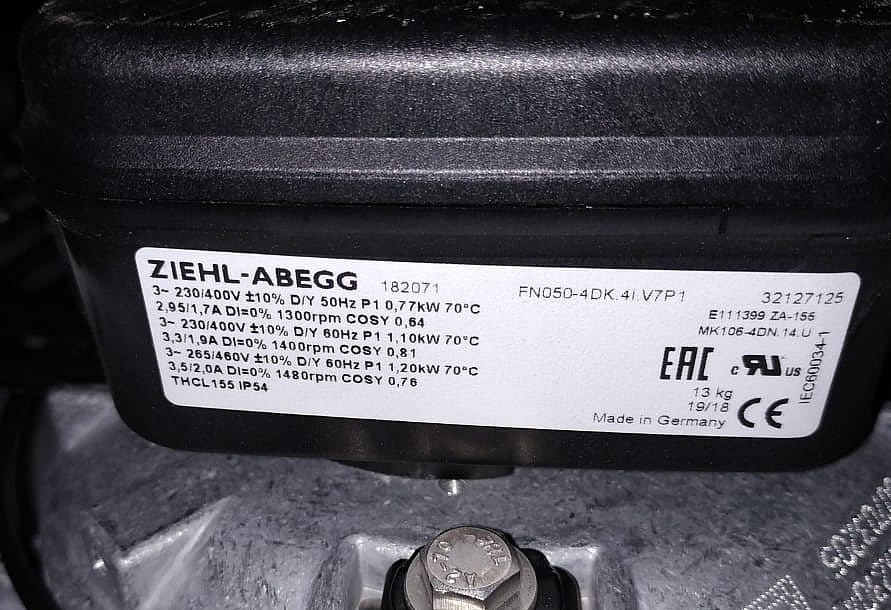 ZIEHL-ABEGG 182071 FN050-4DK.4I.V7P1 32127125
3~ 230/400V ±10% D/Y 50Hz P1 0,77kW 70°C
2,95/1,7A DI=0% 1300rpm COSY 0,64
3~ 230/400V ±10% D/Y 60Hz P1 1,10kW 70°C
3,3/1,9A DI=0% 1400rpm COSY 0,81
3~ 265/460V ±10% D/Y 60Hz P1 1,20kW 70°C
3,5/2,0A DI=0% 1480rpm COSY 0,76
THCL155 IP54
E111399 ZA-155
MK106-4DN.14.U
EAC c RU US
IEC60034-1
13 kg
19/18
CE
Made in Germany
A2-70